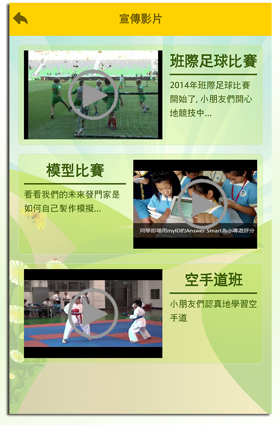 宣傳影片
班際足球比賽
2014年班際足球比賽
開始了, 小朋友們開心
地競技中...
模型比賽
看看我們的未來發門家是
如何自己製作模擬...
同學即場用myID的Answer Smart為小導遊評分
空手道班
小朋友們認真地學習空
手道